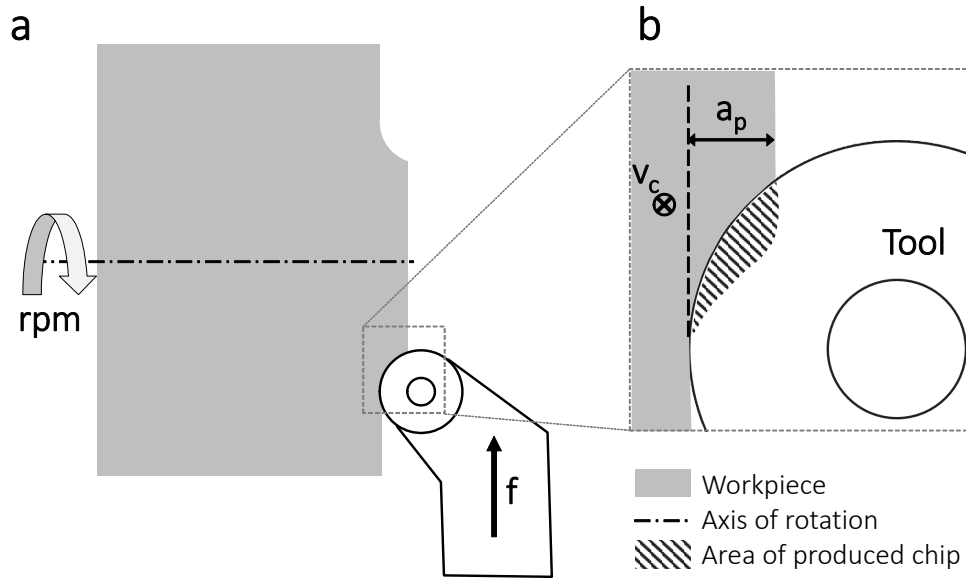 a
b
a_p
v_c
Tool
rpm
f
Workpiece
Axis of rotation
Area of produced chip